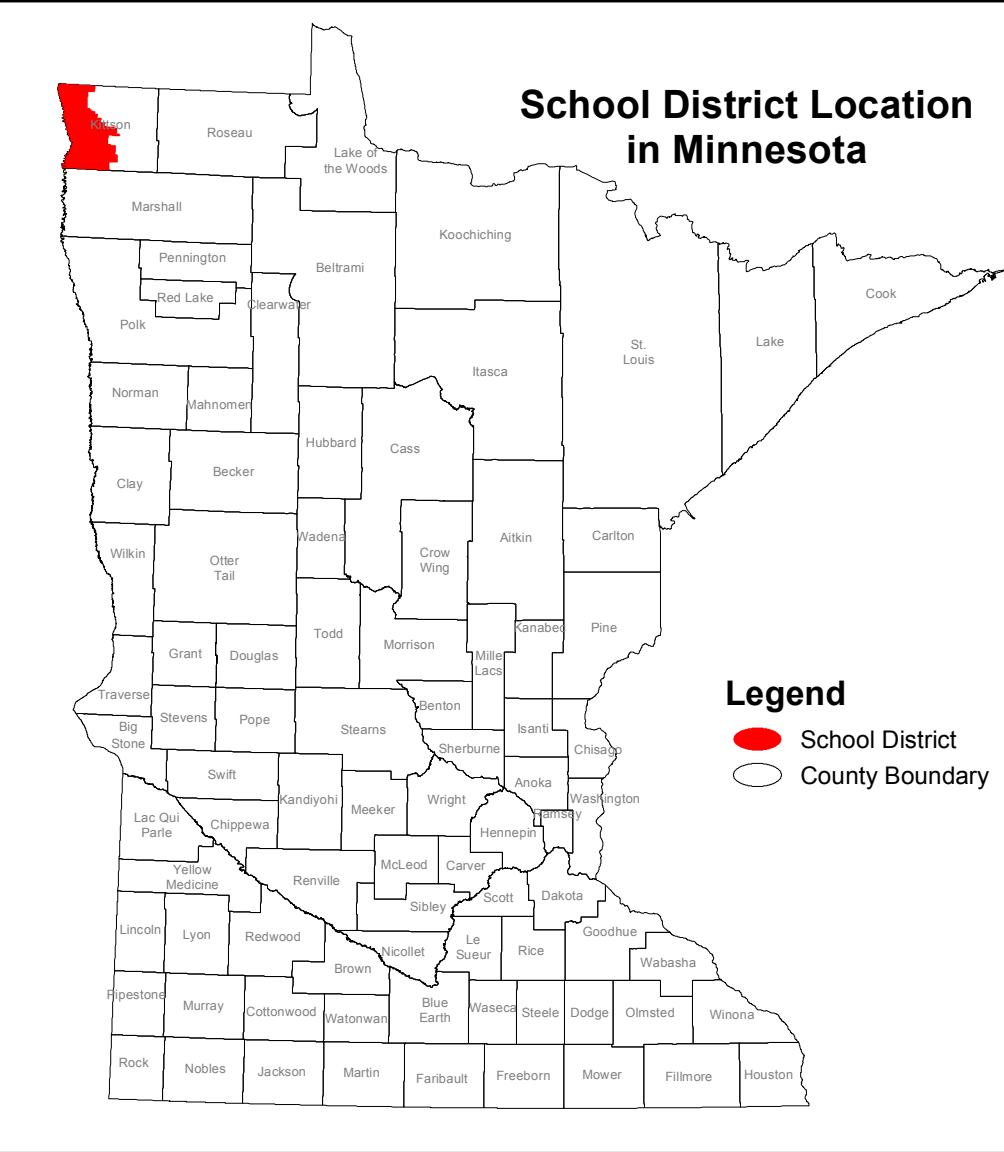 School District Location
in Minnesota
Kittson
Roseau
Lake of
the Woods
Marshall
Koochiching
Pennington
Beltrami
Red Lake
Clearwater
Cook
Polk
St.
Louis
Lake
Itasca
Norman
Mahnomen
Hubbard
Cass
Becker
Clay
Wadena
Aitkin
Carlton
Wilkin
Crow
Wing
Otter
Tail
Todd
Kanabec
Pine
Morrison
Grant
Douglas
Mille
Lacs
Traverse
Benton
Stevens
Pope
Stearns
Isanti
Big
Stone
Sherburne
Chisago
Swift
Anoka
Kandiyohi
Wright
Washington
Meeker
Ramsey
Lac Qui
Parle
Chippewa
Hennepin
McLeod
Carver
Yellow
Medicine
Renville
Scott
Dakota
Sibley
Lincoln
Lyon
Redwood
Goodhue
Le
Sueur
Rice
Nicollet
Wabasha
Brown
Pipestone
Murray
Cottonwood
Watonwan
Blue
Earth
Waseca
Steele
Dodge
Olmsted
Winona
Rock
Nobles
Jackson
Martin
Faribault
Freeborn
Mower
Fillmore
Houston
Legend
School District
County Boundary